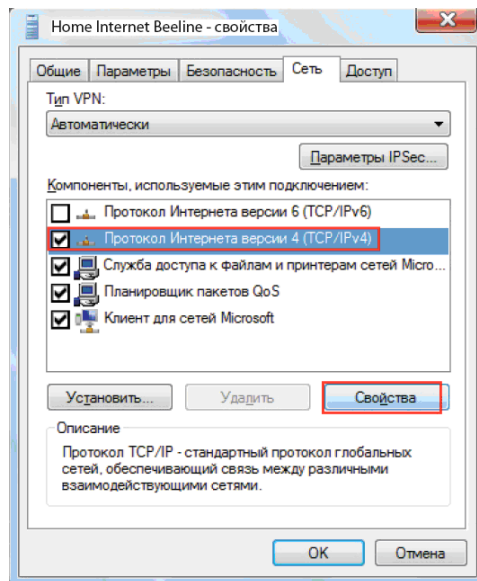 Home Internet Beeline - свойства
Общие Параметры Безопасность Сеть Доступ
Тип VPN:
Автоматически
Параметры IPSec...
Компоненты, используемые этим подключением:
Протокол Интернета версии 6 (TCP/IPv6)
Протокол Интернета версии 4 (TCP/IPv4)
Служба доступа к файлам и принтерам сетей Micro...
Планировщик пакетов QoS
Клиент для сетей Microsoft
Установить... Удалить Свойства
Описание
Протокол TCP/IP - стандартный протокол глобальных
сетей, обеспечивающий связь между различными
взаимодействующими сетями.
OK Отмена